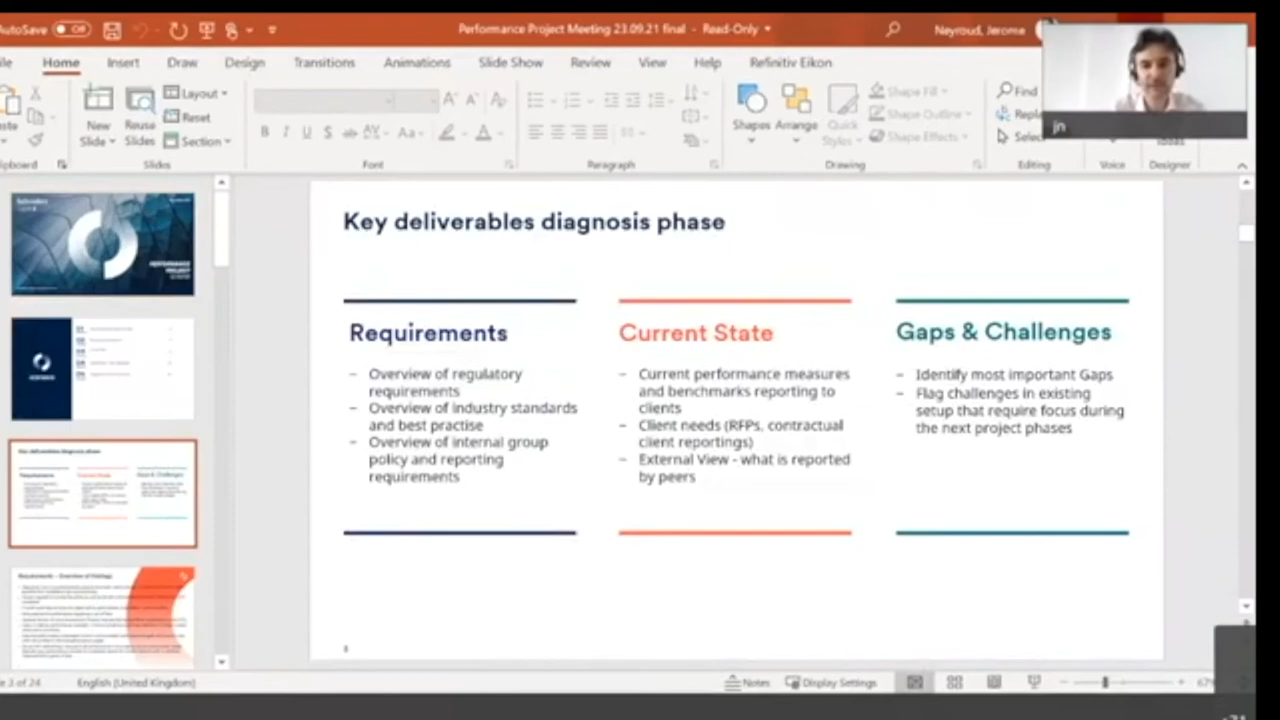 AutoSave Off
Performance Project Meeting 23.09.21 final - Read-Only
Neyroud, Jerome
Home Insert Draw Design Transitions Animations Slide Show Review View Help Refinitiv Eikon
New Slide
Reuse Slides
Layout
Reset
Section
Slides
Font
Paragraph
Shapes
Arrange
Quick Styles
Shape Fill
Shape Outline
Shape Effects
Drawing
Find
Editing
Voice
Designer
jn
Key deliverables diagnosis phase
Requirements
– Overview of regulatory
requirements
– Overview of industry standards
and best practise
– Overview of internal group
policy and reporting
requirements
Current State
– Current performance measures
and benchmarks reporting to
clients
– Client needs (RFPs, contractual
client reportings)
– External View - what is reported
by peers
Gaps & Challenges
– Identify most important Gaps
– Flag challenges in existing
setup that require focus during
the next project phases
3 of 24
English (United Kingdom)
Notes
Display Settings